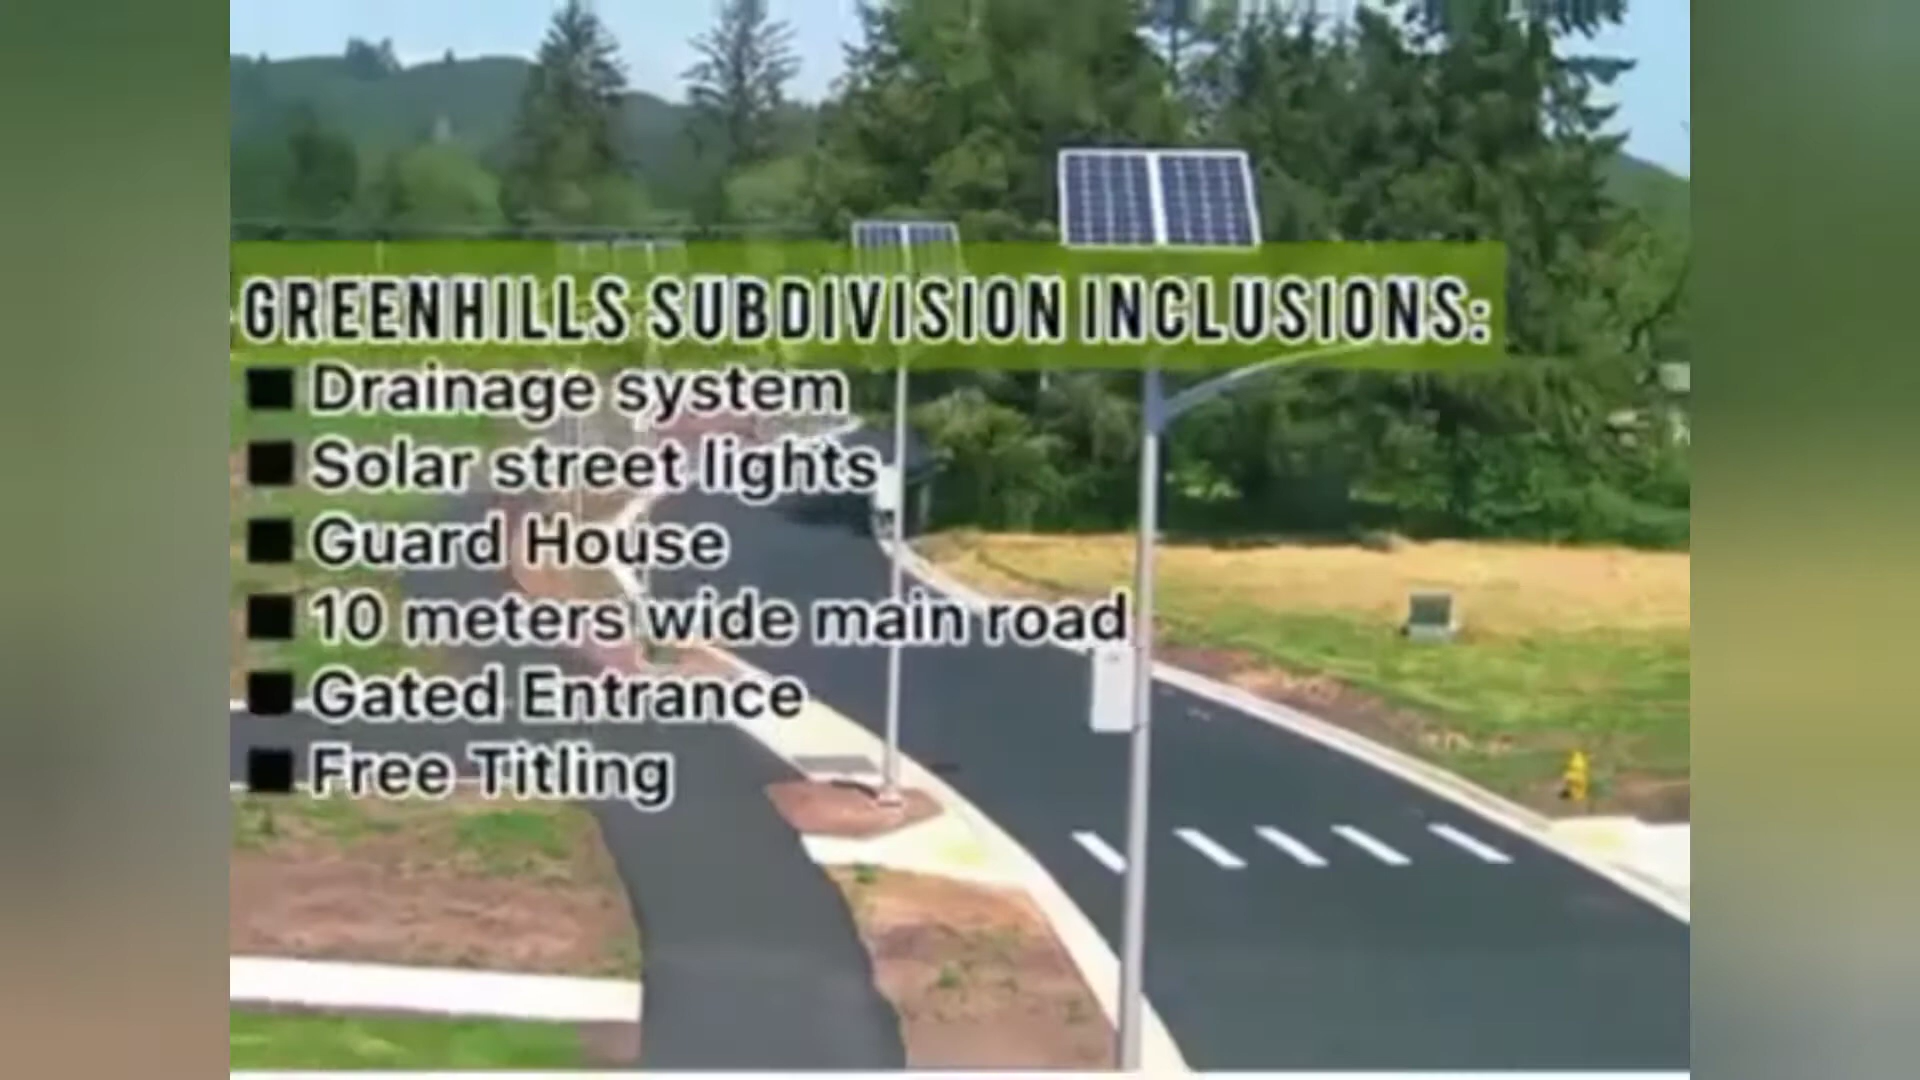 GREENHILLS SUBDIVISION INCLUSIONS:
■ Drainage system
■ Solar street lights
■ Guard House
■ 10 meters wide main road
■ Gated Entrance
■ Free Titling